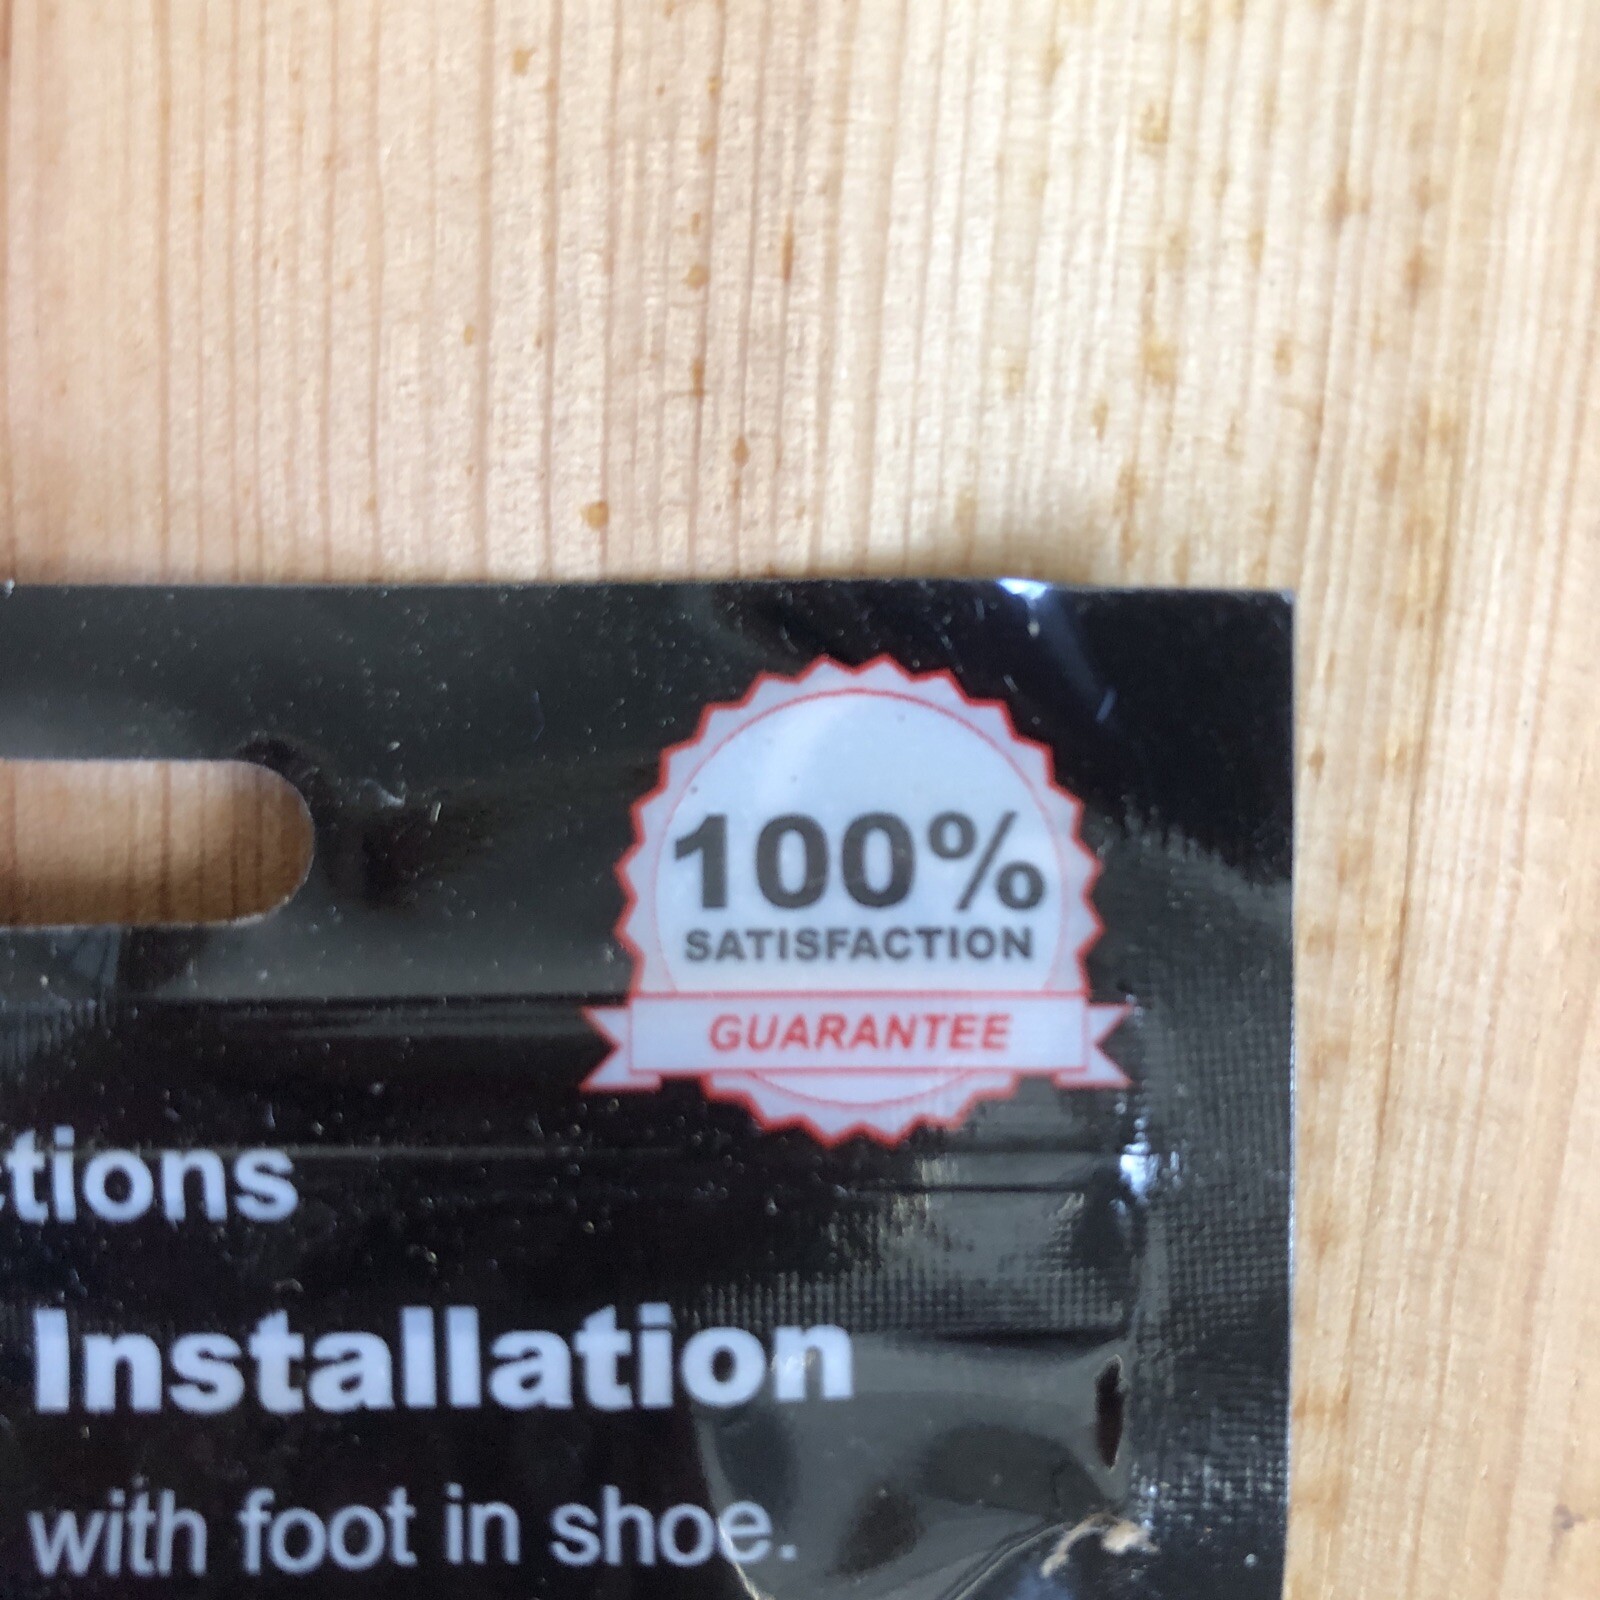 100%
SATISFACTION
GUARANTEE
ctions
Installation
with foot in shoe.